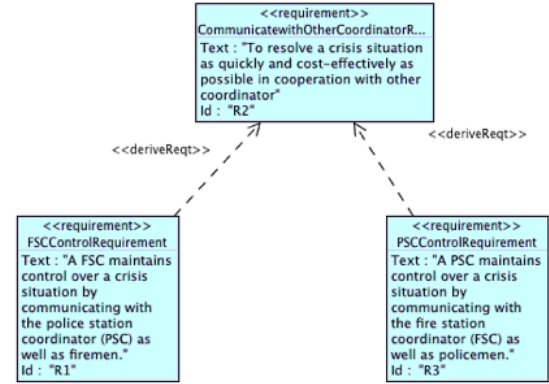 <<requirement>>
CommunicatewithOtherCoordinatorR...
Text : "To resolve a crisis situation
as quickly and cost-effectively as
possible in cooperation with other
coordinator"
Id : "R2"
<<deriveReqt>>
<<deriveReqt>>
<<requirement>>
FSCControlRequirement
Text : "A FSC maintains
control over a crisis
situation by
communicating with
the police station
coordinator (PSC) as
well as firemen."
Id : "R1"
<<requirement>>
PSCControlRequirement
Text : "A PSC maintains
control over a crisis
situation by
communicating with
the fire station
coordinator (FSC) as
well as policemen."
Id : "R3"